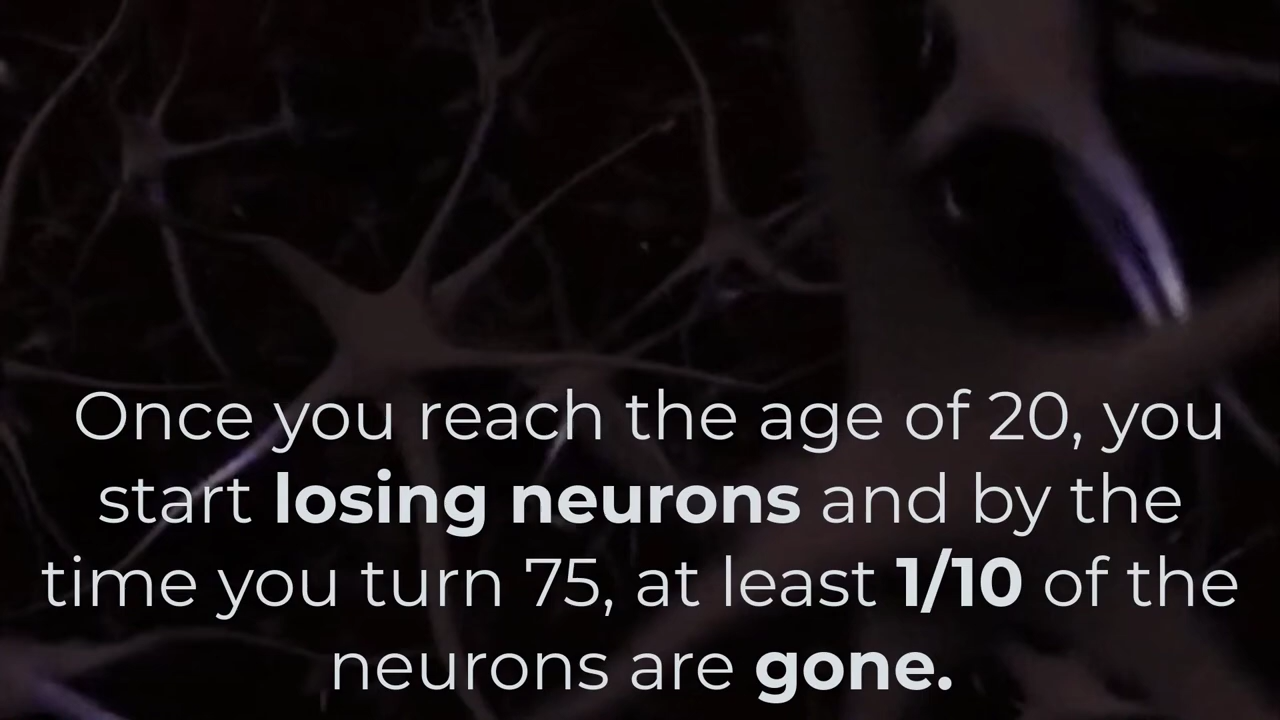 Once you reach the age of 20, you
start losing neurons and by the
time you turn 75, at least 1/10 of the
neurons are gone.